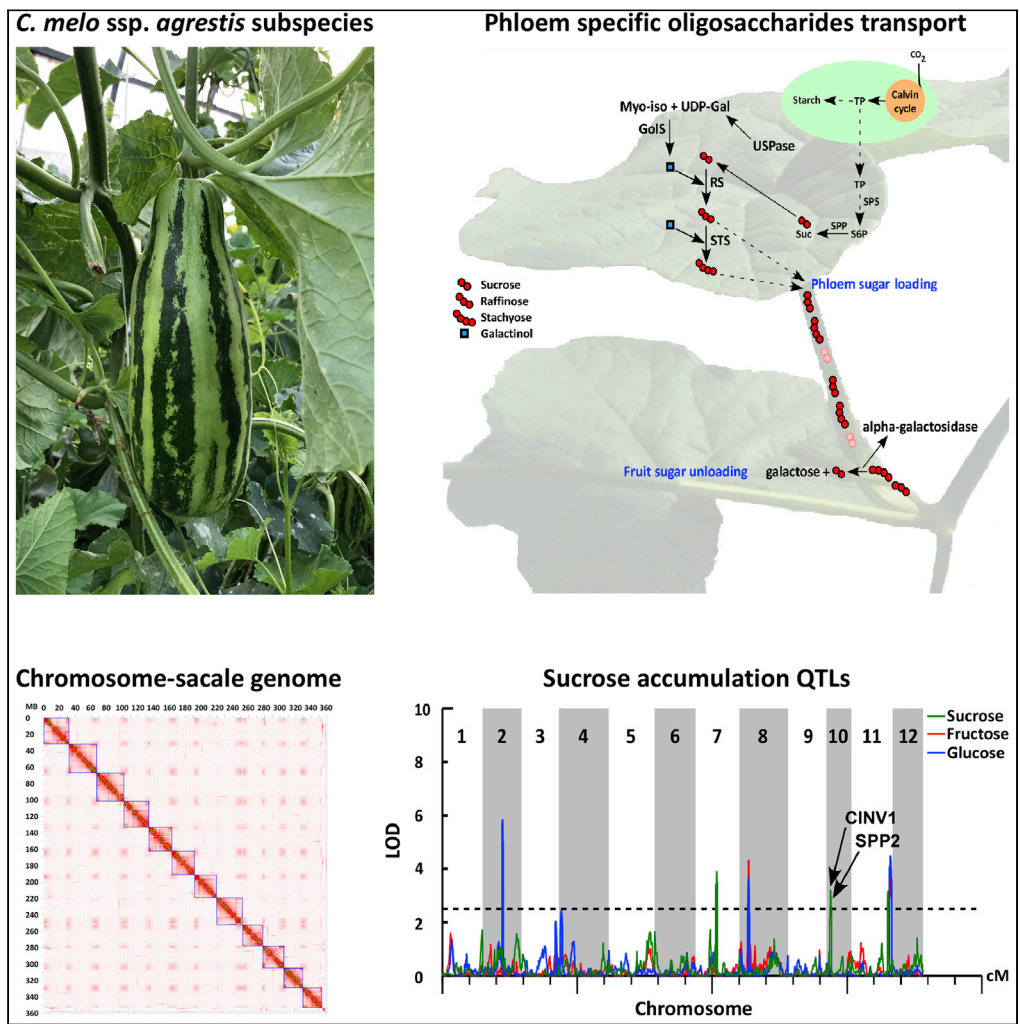 C. melo ssp. agrestis subspecies
Phloem specific oligosaccharides transport
CO2
Calvin
cycle
TP
Starch
Myo-iso + UDP-Gal
GolS
USPase
RS
TP
SPS
S6P
SPP
Suc
STS
Phloem sugar loading
Sucrose
Raffinose
Stachyose
Galactinol
alpha-galactosidase
Fruit sugar unloading
galactose +
Chromosome-sacale genome
MB 0 20 40 60 80 100 120 140 160 180 200 220 240 260 280 300 320 340 360
0
20
40
60
80
100
120
140
160
180
200
220
240
260
280
300
320
340
360
Sucrose accumulation QTLs
10
8
6
4
2
0
LOD
1 2 3 4 5 6 7 8 9 10 11 12
Sucrose
Fructose
Glucose
CINV1
SPP2
cM
Chromosome